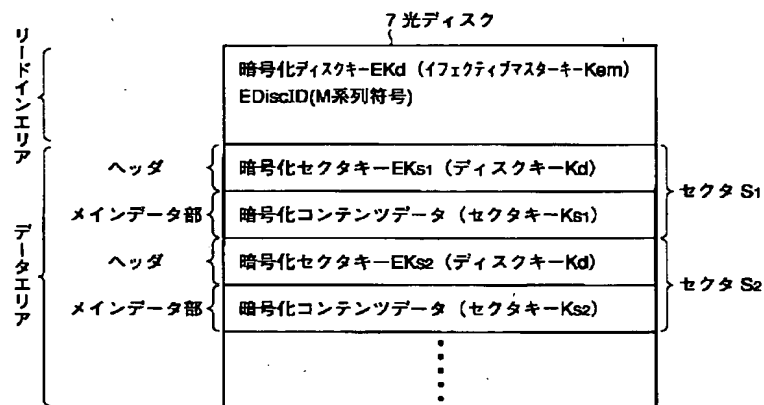 7 光ディスク
リードインエリア
暗号化ディスクキーEKd（イフェクティブマスターキーKem）
EDiscID(M系列符号)
データエリア
ヘッダ
暗号化セクタキーEKS1（ディスクキーKd）
セクタ S1
メインデータ部
暗号化コンテンツデータ（セクタキーKS1）
ヘッダ
暗号化セクタキーEKS2（ディスクキーKd）
セクタ S2
メインデータ部
暗号化コンテンツデータ（セクタキーKS2）